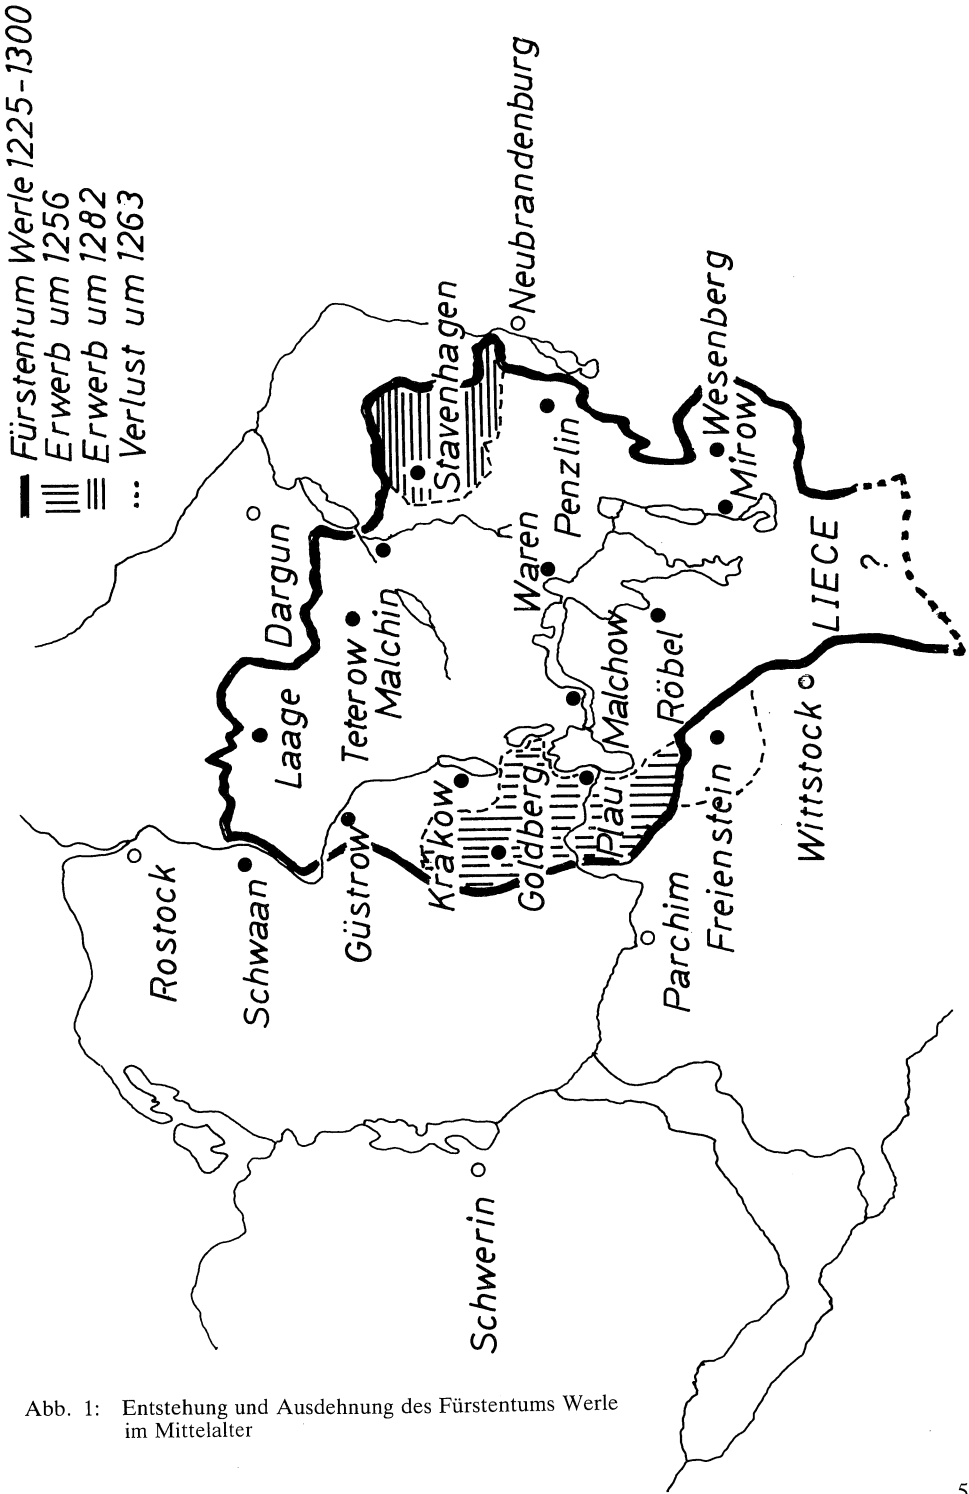 Fürstentum Werle 1225-1300
Erwerb um 1256
Erwerb um 1282
Verlust um 1263
Neubrandenburg
Stavenhagen
Wesenberg
Mirow
Penzlin
Dargun
Waren
LIECE
?
Malchin
Teterow
Laage
Malchow
Röbel
Wittstock
Krakow
Goldberg
Plau
Güstrow
Freienstein
Parchim
Rostock
Schwaan
Schwerin
Abb. 1: Entstehung und Ausdehnung des Fürstentums Werle
im Mittelalter
5